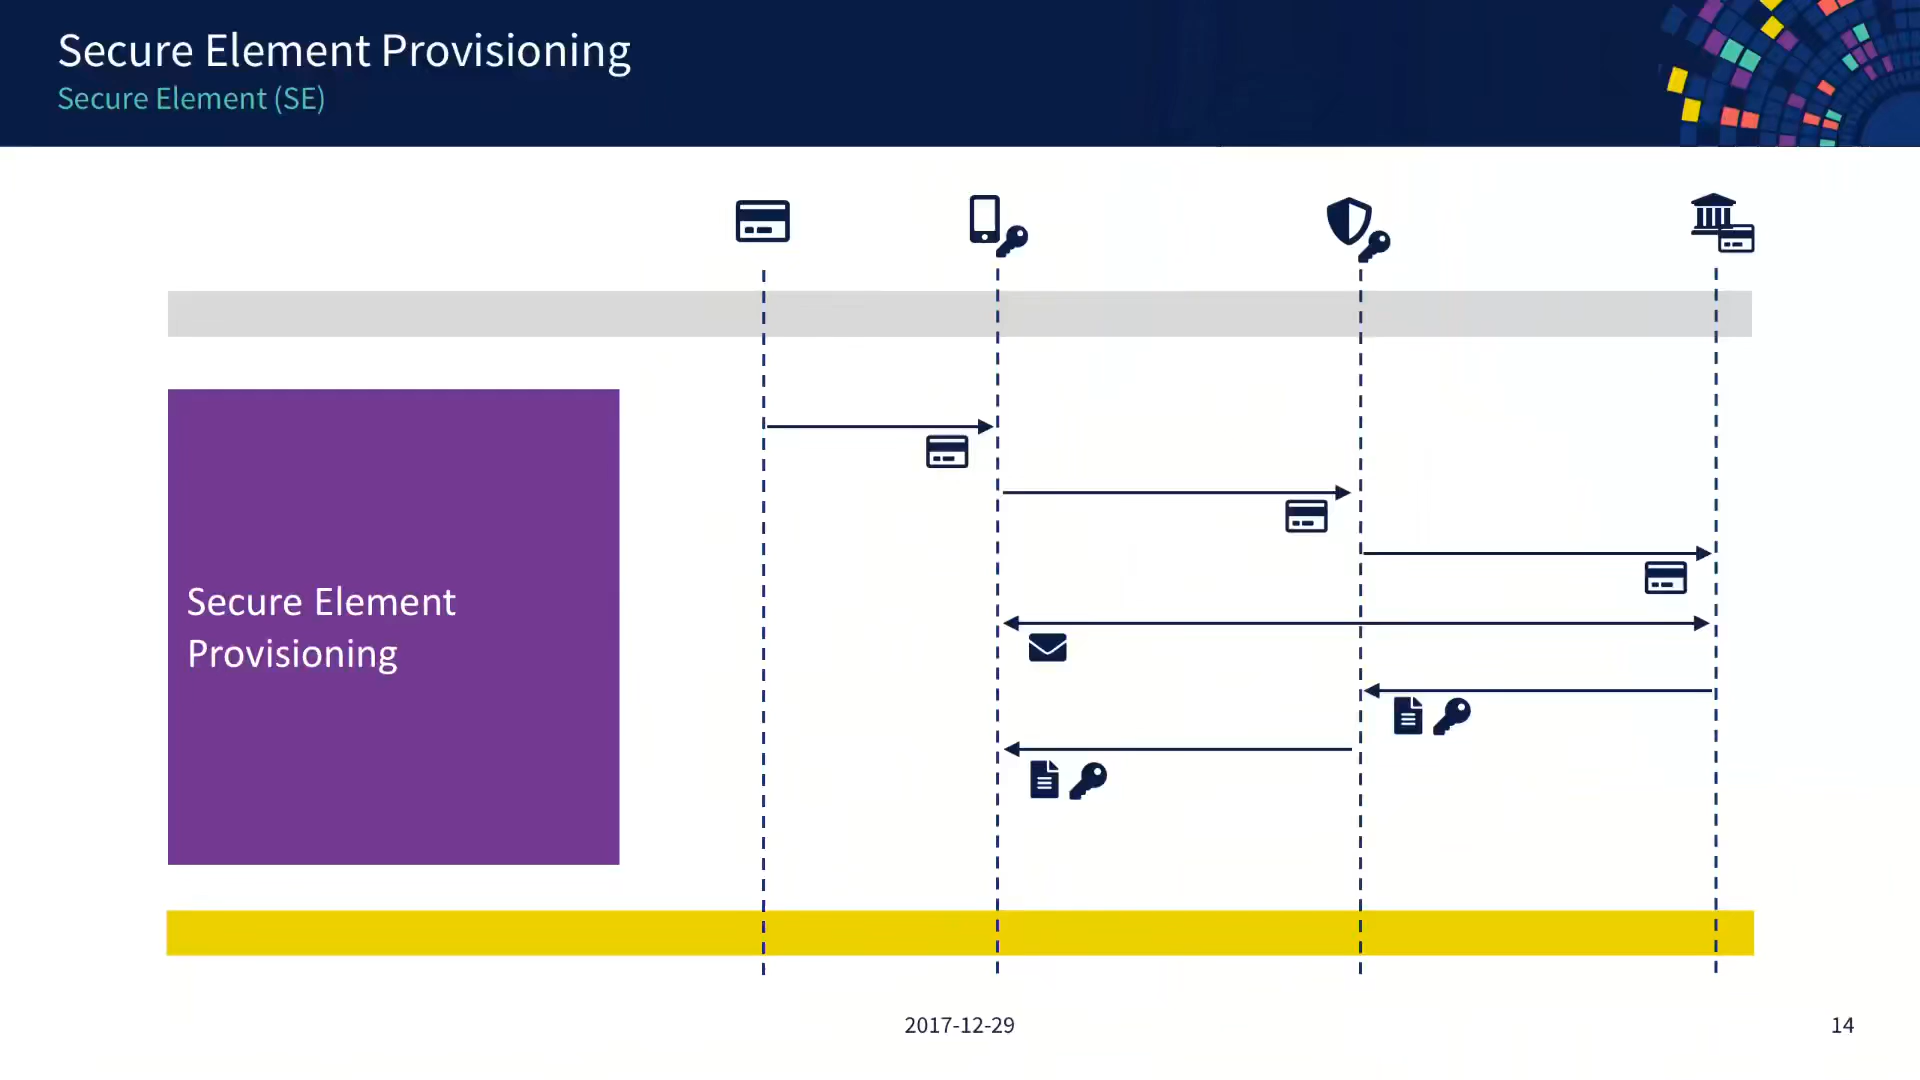 Secure Element Provisioning
Secure Element (SE)
Secure Element
Provisioning
2017-12-29
14